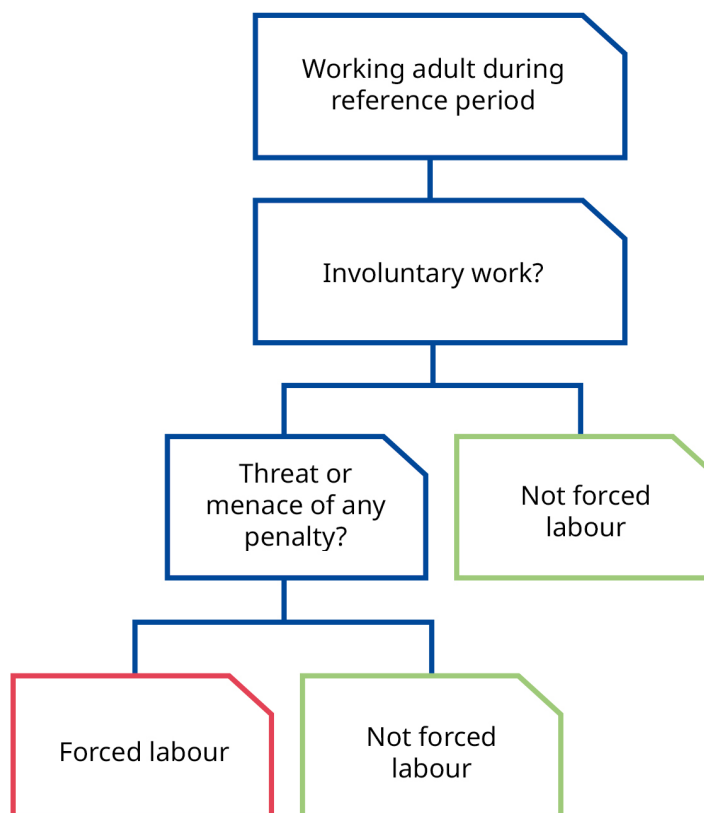 Working adult during
reference period
Involuntary work?
Threat or
menace of any
penalty?
Not forced
labour
Forced labour
Not forced
labour